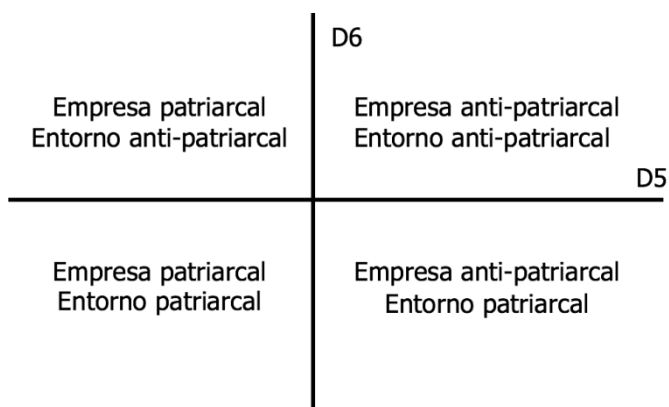 D6
Empresa patriarcal
Entorno anti-patriarcal
Empresa anti-patriarcal
Entorno anti-patriarcal
D5
Empresa patriarcal
Entorno patriarcal
Empresa anti-patriarcal
Entorno patriarcal